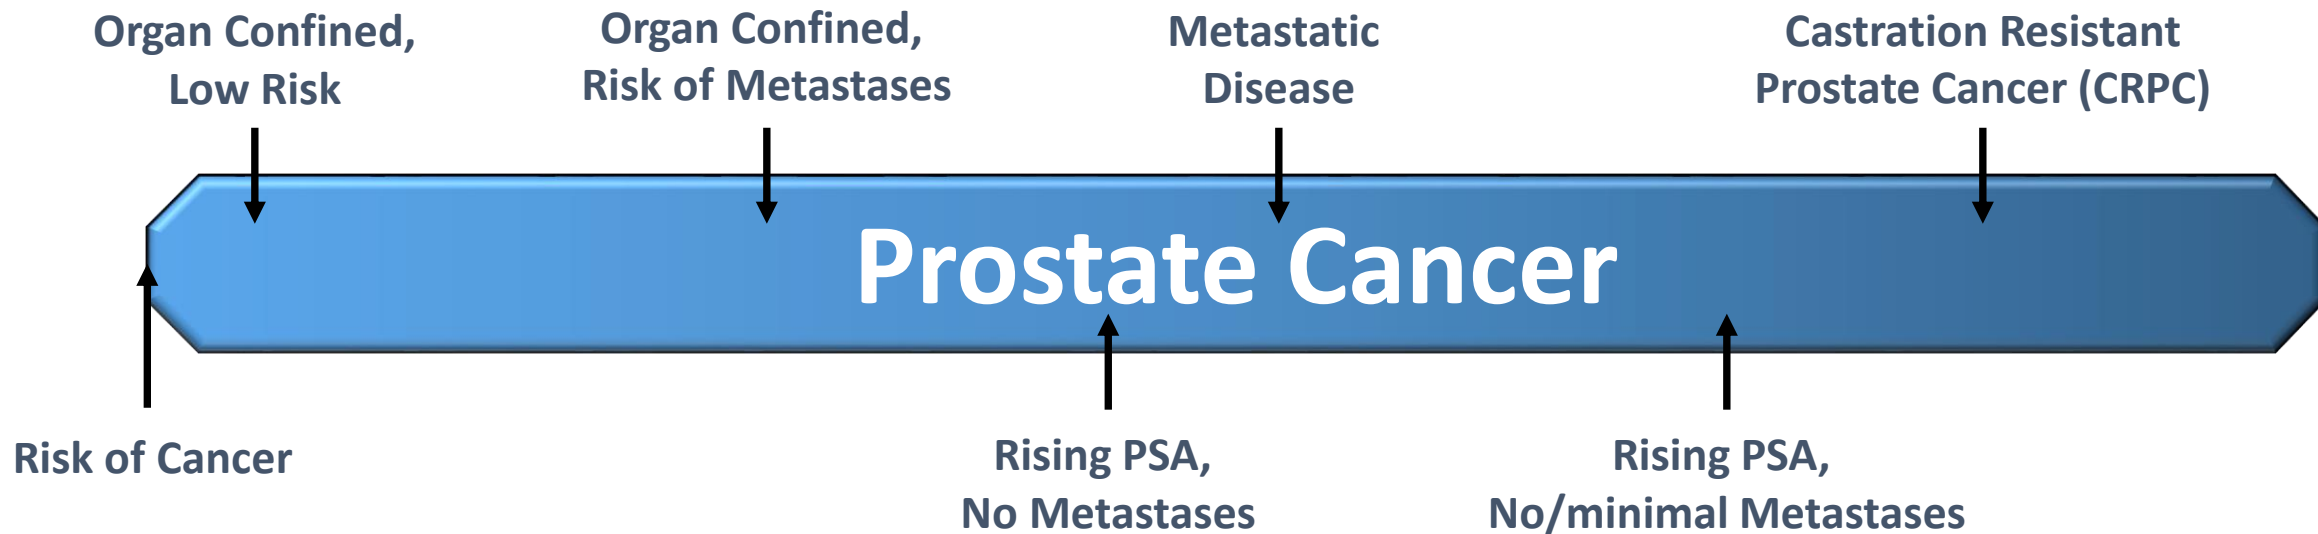 Organ Confined,
Low Risk
Organ Confined,
Risk of Metastases
Metastatic
Disease
Castration Resistant
Prostate Cancer (CRPC)
Prostate Cancer
Risk of Cancer
Rising PSA,
No Metastases
Rising PSA,
No/minimal Metastases